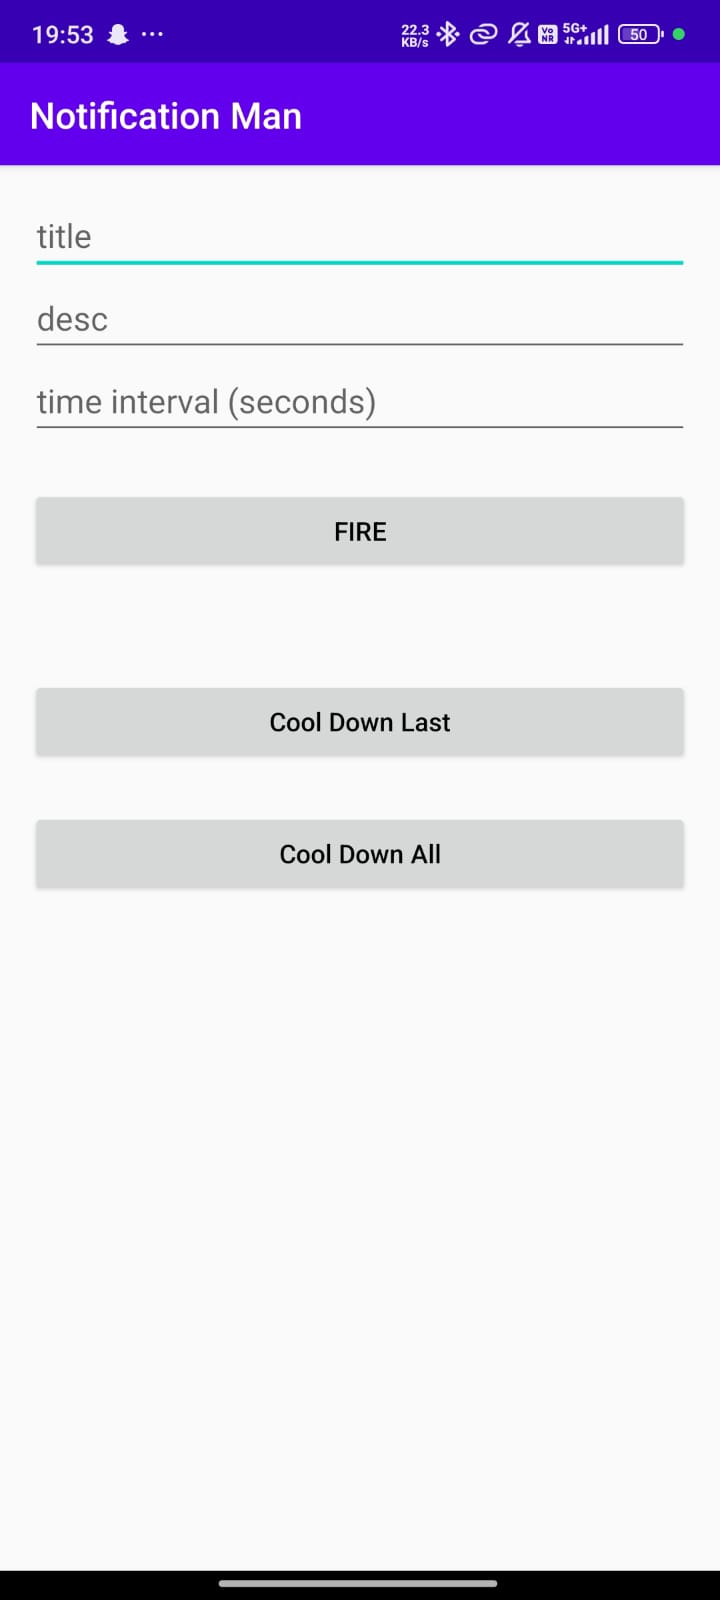 19:53 ...
22.3
KB/s
Vo
NR
5G+
50
Notification Man
title
desc
time interval (seconds)
FIRE
Cool Down Last
Cool Down All